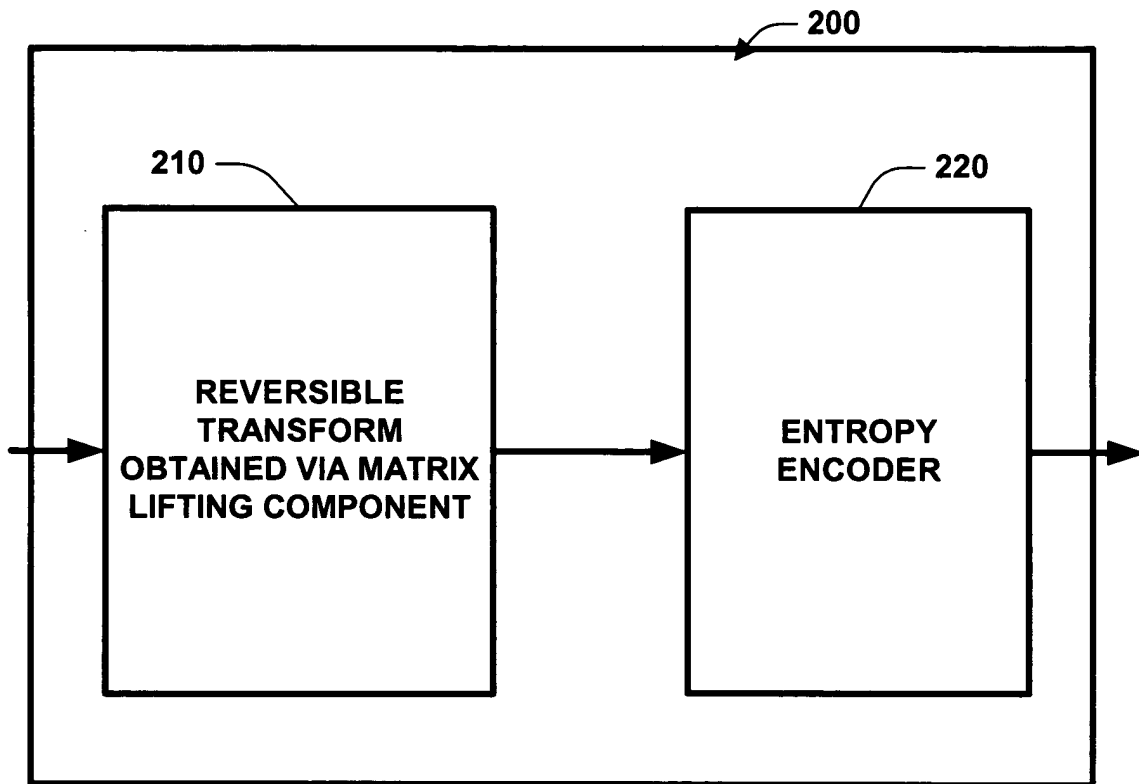 200
210
220
REVERSIBLE
TRANSFORM
OBTAINED VIA MATRIX
LIFTING COMPONENT
ENTROPY
ENCODER